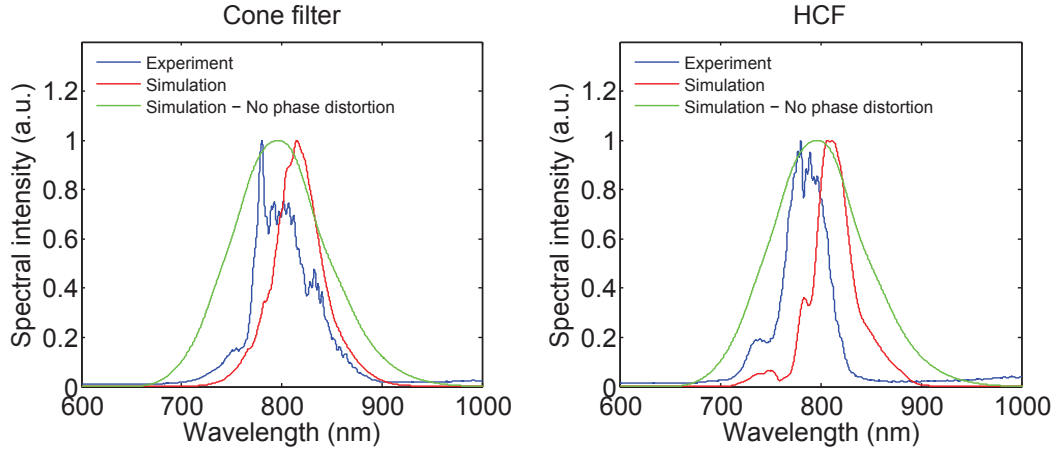 Cone filter
Spectral intensity (a.u.)
1.2
1
0.8
0.6
0.4
0.2
0
Experiment
Simulation
Simulation − No phase distortion
600 700 800 900 1000
Wavelength (nm)
HCF
Spectral intensity (a.u.)
1.2
1
0.8
0.6
0.4
0.2
0
Experiment
Simulation
Simulation − No phase distortion
600 700 800 900 1000
Wavelength (nm)